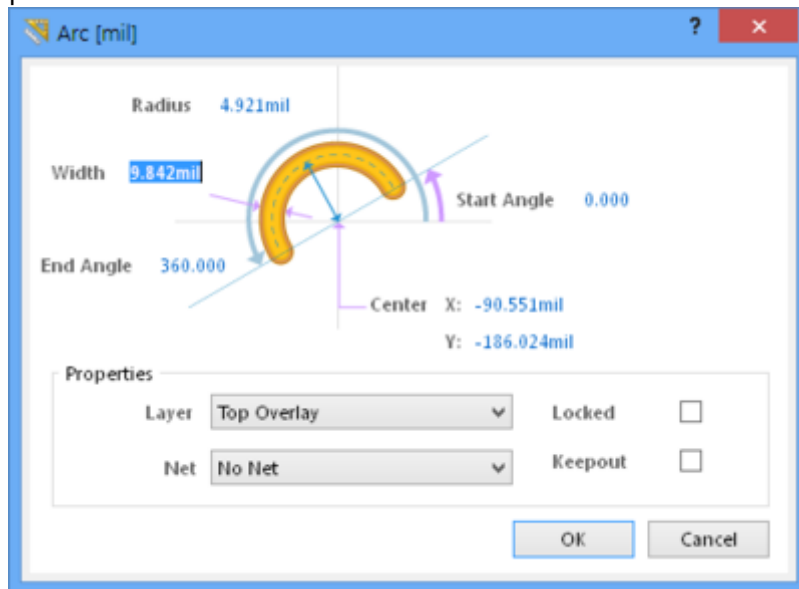 Arc [mil]
?
Radius 4.921mil
Width 9.842mil
Start Angle 0.000
End Angle 360.000
Center X: -90.551mil
Y: -186.024mil
Properties
Layer Top Overlay Locked
Net No Net Keepout
OK Cancel